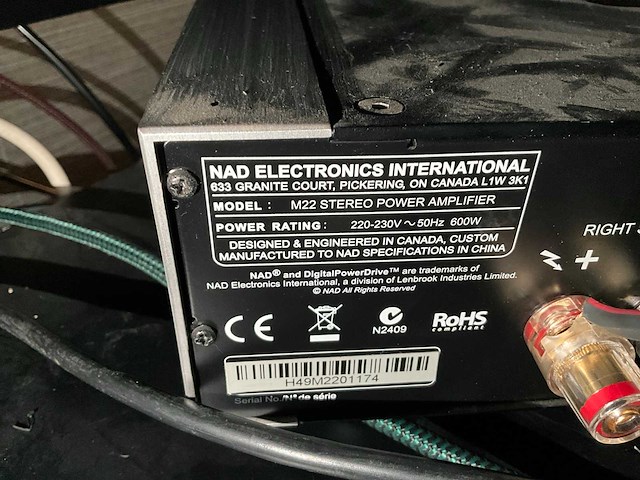 NAD ELECTRONICS INTERNATIONAL
633 GRANITE COURT, PICKERING, ON CANADA L1W 3K1
MODEL : M22 STEREO POWER AMPLIFIER
POWER RATING : 220-230V ~ 50Hz 600W
DESIGNED & ENGINEERED IN CANADA, CUSTOM
MANUFACTURED TO NAD SPECIFICATIONS IN CHINA
NAD® and DigitalPowerDrive™ are trademarks of
NAD Electronics International, a division of Lenbrook Industries Limited.
© NAD All Rights Reserved
CE
N2409
RoHS
compliant
H49M2201174
Serial No./N° de série
RIGHT
+